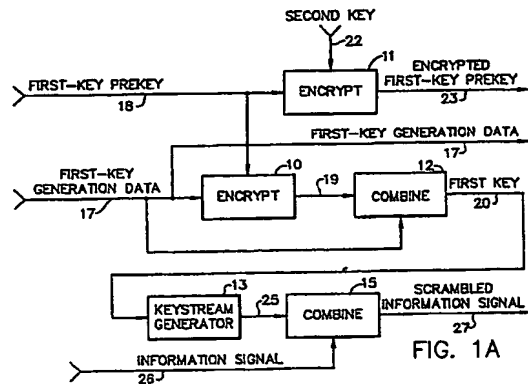 SECOND KEY
22
11
FIRST-KEY PREKEY
18
ENCRYPT
ENCRYPTED
FIRST-KEY PREKEY
23
FIRST-KEY GENERATION DATA
17
FIRST-KEY
GENERATION DATA
17
10
ENCRYPT
19
12
COMBINE
FIRST KEY
20
13
KEYSTREAM
GENERATOR
25
15
COMBINE
SCRAMBLED
INFORMATION SIGNAL
27
INFORMATION SIGNAL
26
FIG. 1A